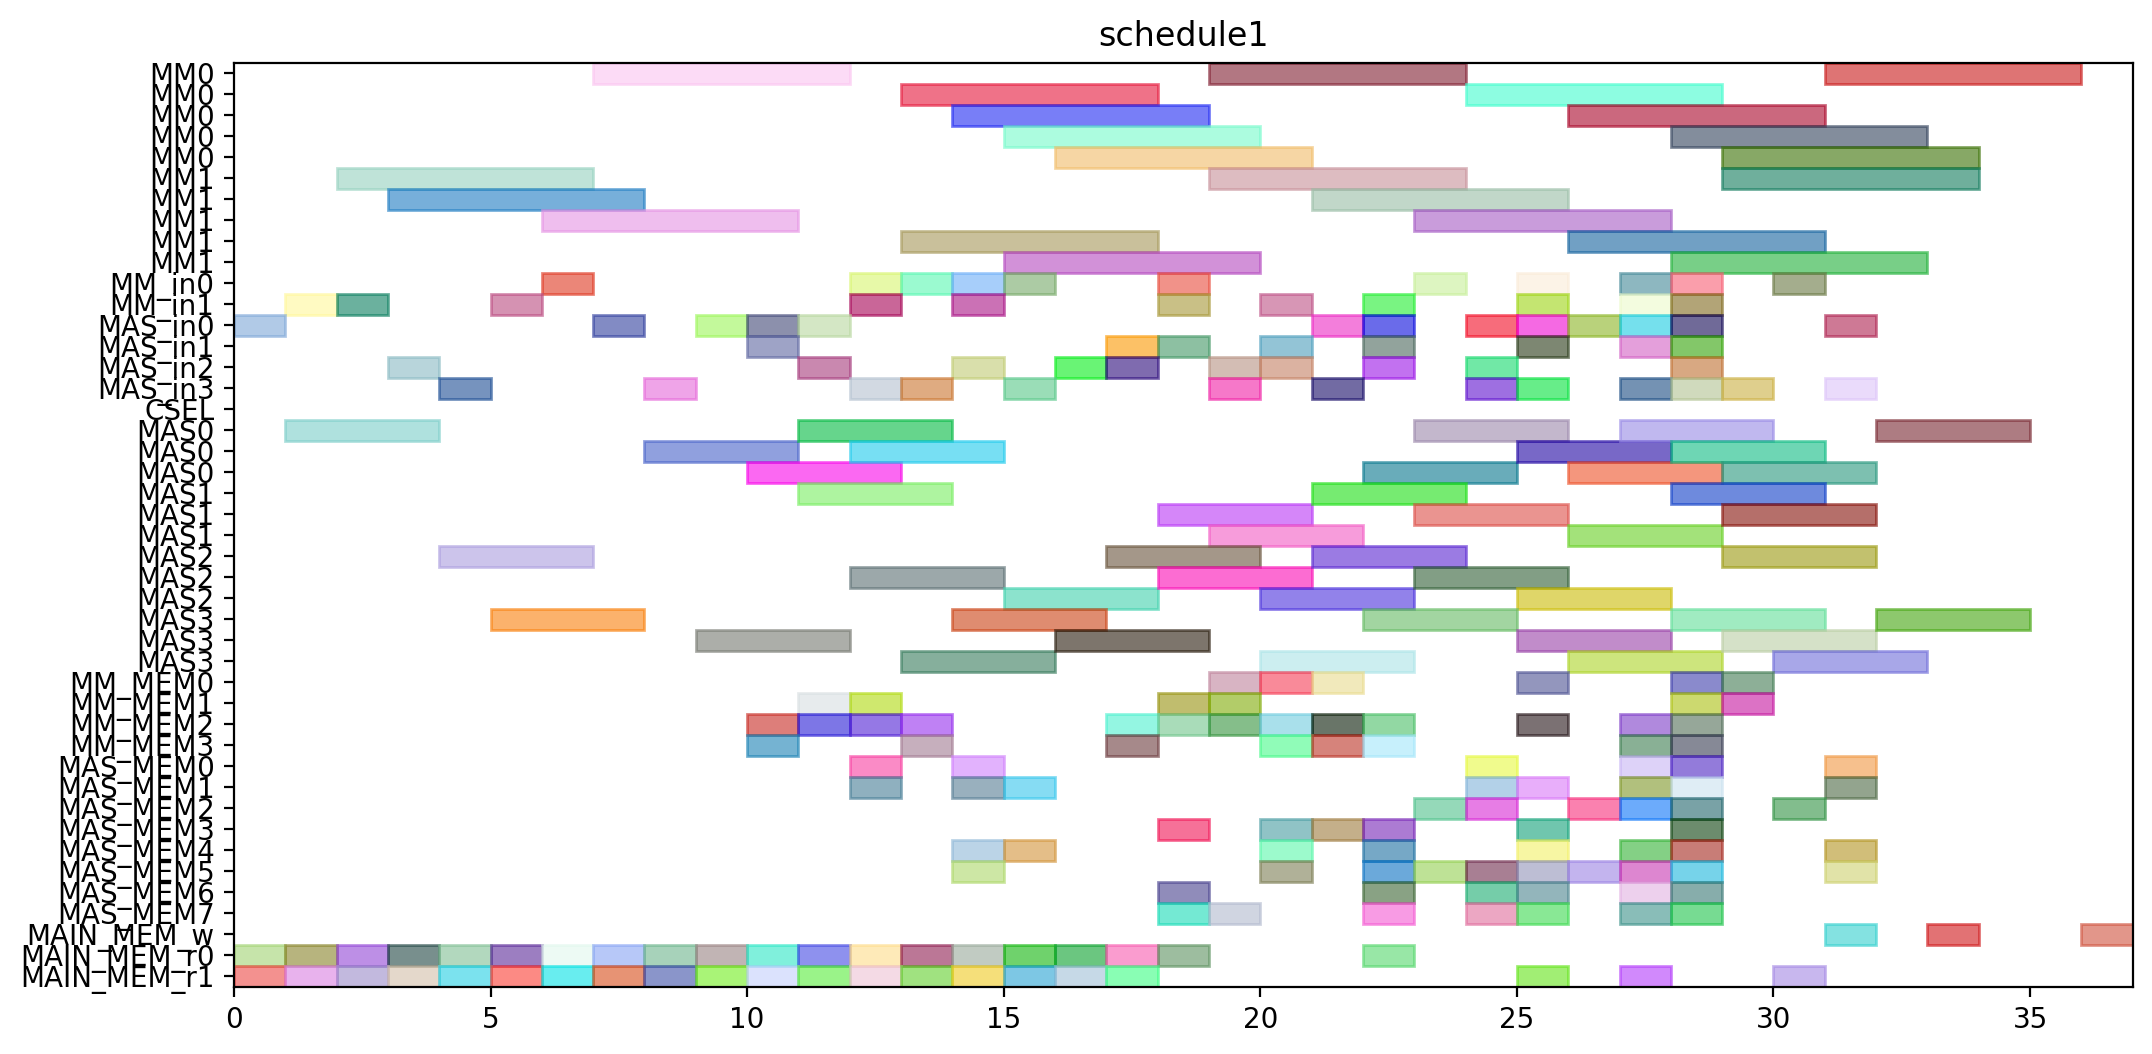 schedule1
MM0
MM0
MM0
MM0
MM0
MM1
MM1
MM1
MM1
MM1
MM_in0
MM_in1
MAS_in0
MAS_in1
MAS_in2
MAS_in3
CSEL
MAS0
MAS0
MAS0
MAS1
MAS1
MAS1
MAS2
MAS2
MAS2
MAS3
MAS3
MAS3
MM_MEM0
MM_MEM1
MM_MEM2
MM_MEM3
MAS_MEM0
MAS_MEM1
MAS_MEM2
MAS_MEM3
MAS_MEM4
MAS_MEM5
MAS_MEM6
MAS_MEM7
MAIN_MEM_w
MAIN_MEM_r0
MAIN_MEM_r1
0 5 10 15 20 25 30 35